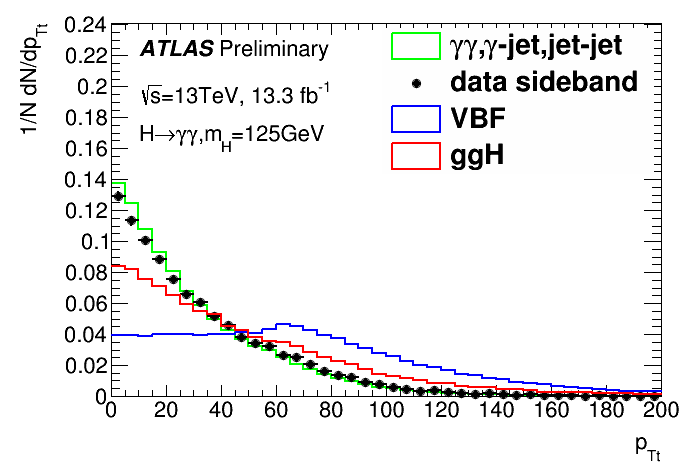 1/N dN/dp_Tt
0.24
0.22
0.2
0.18
0.16
0.14
0.12
0.1
0.08
0.06
0.04
0.02
0
ATLAS Preliminary
√s=13TeV, 13.3 fb⁻¹
H→γγ,m_H=125GeV
γγ,γ-jet,jet-jet
data sideband
VBF
ggH
0 20 40 60 80 100 120 140 160 180 200
p_Tt